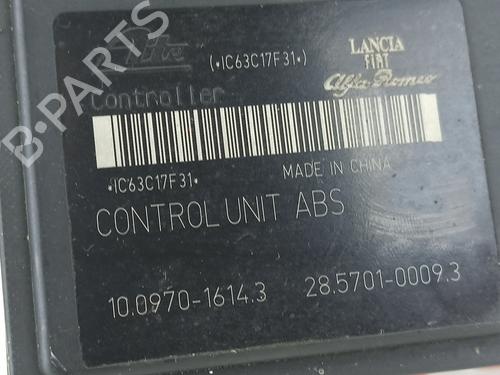 Ate
(•IC63C17F31•)
LANCIA
FIAT
Alfa-Romeo
Controller
•IC63C17F31•
MADE IN CHINA
CONTROL UNIT ABS
10.0970-1614.3
28.5701-0009.3
B-PARTS